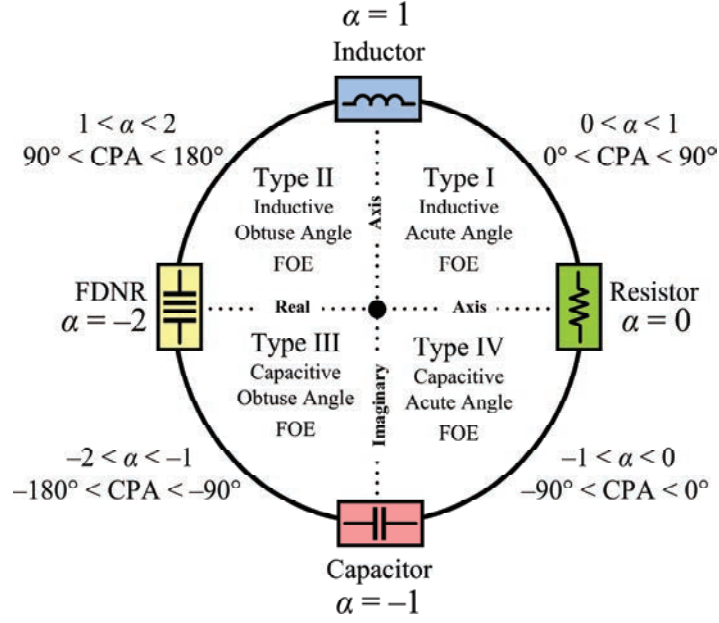 α = 1
Inductor
1 < α < 2
90° < CPA < 180°
0 < α < 1
0° < CPA < 90°
Type II
Inductive
Obtuse Angle
FOE
Axis
Type I
Inductive
Acute Angle
FOE
FDNR
α = –2
Real
Axis
Resistor
α = 0
Type III
Capacitive
Obtuse Angle
FOE
Imaginary
Type IV
Capacitive
Acute Angle
FOE
–2 < α < –1
–180° < CPA < –90°
–1 < α < 0
–90° < CPA < 0°
Capacitor
α = –1